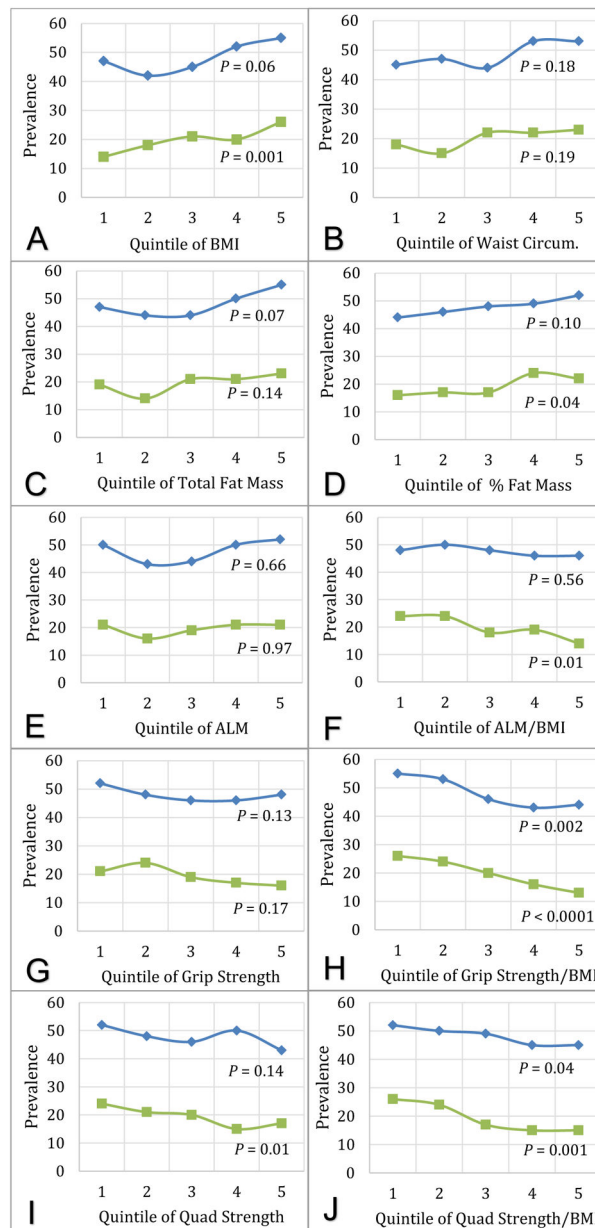 60
50
40
30
20
10
0
Prevalence
P = 0.06
P = 0.001
1 2 3 4 5
A
Quintile of BMI
60
50
40
30
20
10
0
Prevalence
P = 0.18
P = 0.19
1 2 3 4 5
B
Quintile of Waist Circum.
60
50
40
30
20
10
0
Prevalence
P = 0.07
P = 0.14
1 2 3 4 5
C
Quintile of Total Fat Mass
60
50
40
30
20
10
0
Prevalence
P = 0.10
P = 0.04
1 2 3 4 5
D
Quintile of % Fat Mass
60
50
40
30
20
10
0
Prevalence
P = 0.66
P = 0.97
1 2 3 4 5
E
Quintile of ALM
60
50
40
30
20
10
0
Prevalence
P = 0.56
P = 0.01
1 2 3 4 5
F
Quintile of ALM/BMI
60
50
40
30
20
10
0
Prevalence
P = 0.13
P = 0.17
1 2 3 4 5
G
Quintile of Grip Strength
60
50
40
30
20
10
0
Prevalence
P = 0.002
P < 0.0001
1 2 3 4 5
H
Quintile of Grip Strength/BMI
60
50
40
30
20
10
0
Prevalence
P = 0.14
P = 0.01
1 2 3 4 5
I
Quintile of Quad Strength
60
50
40
30
20
10
0
Prevalence
P = 0.04
P = 0.001
1 2 3 4 5
J
Quintile of Quad Strength/BMI